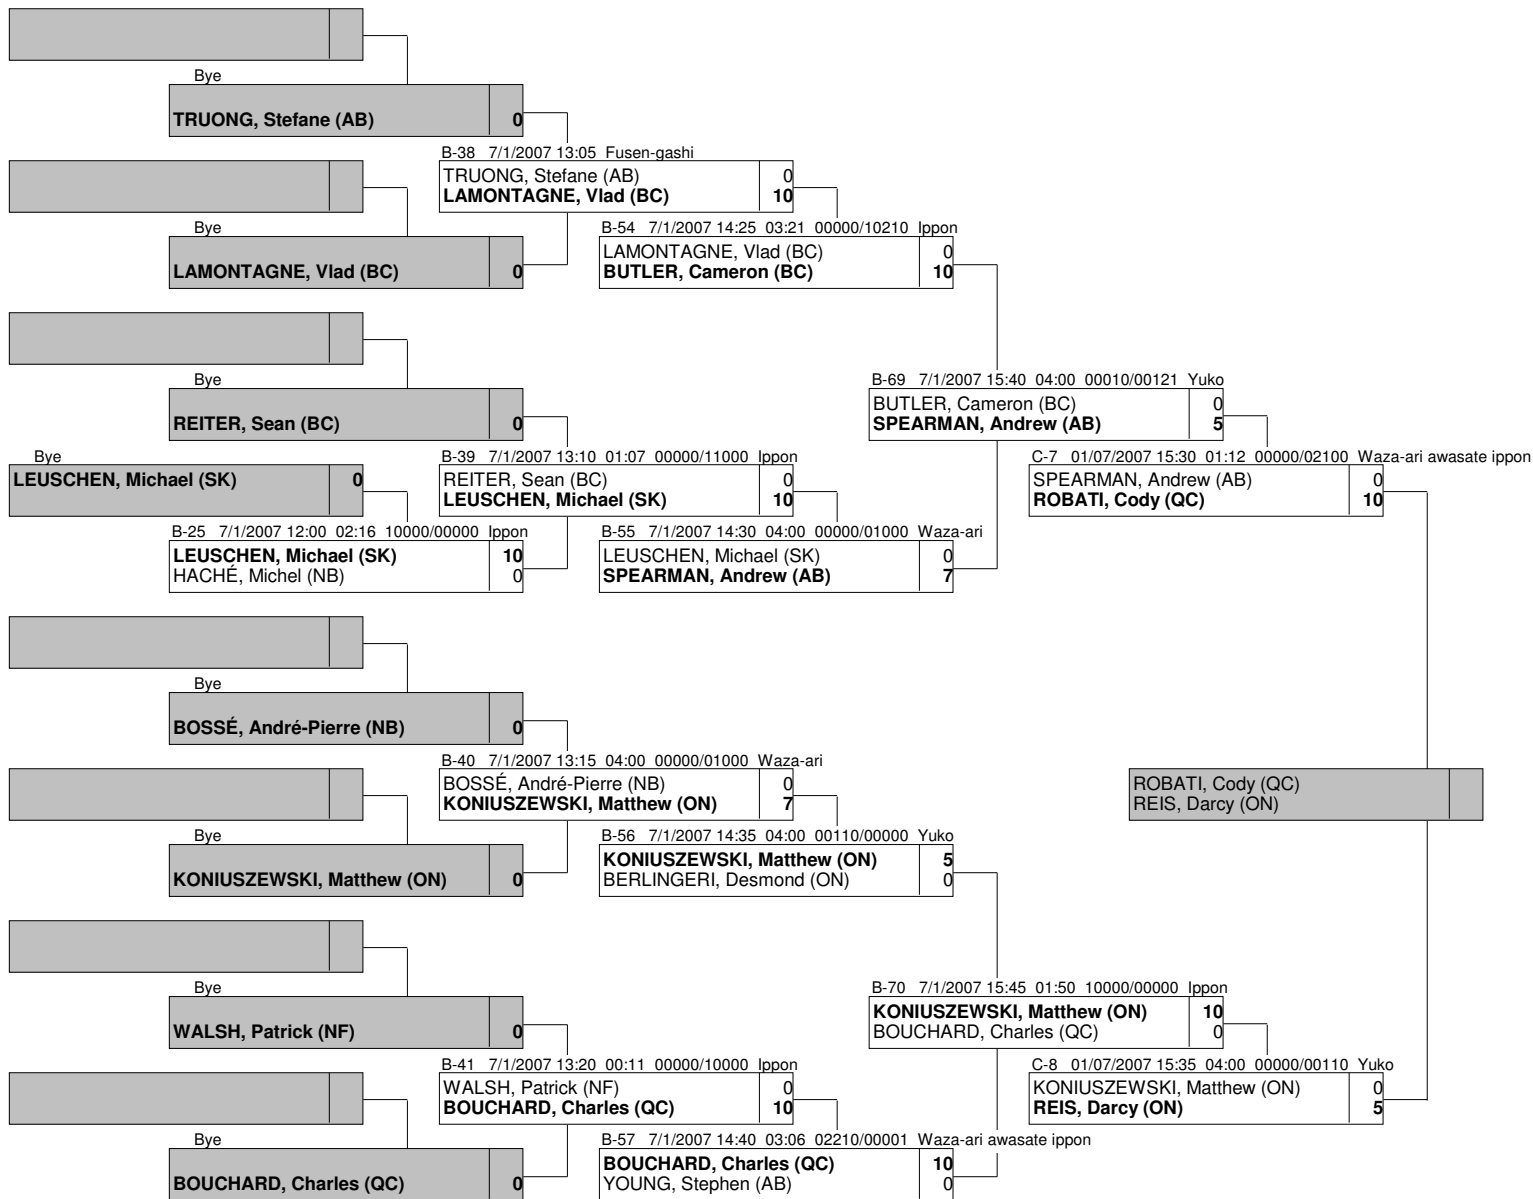 Bye
TRUONG, Stefane (AB) 0
B-38 7/1/2007 13:05 Fusen-gashi
TRUONG, Stefane (AB) 0
LAMONTAGNE, Vlad (BC) 10
Bye
LAMONTAGNE, Vlad (BC) 0
B-54 7/1/2007 14:25 03:21 00000/10210 Ippon
LAMONTAGNE, Vlad (BC) 0
BUTLER, Cameron (BC) 10
Bye
REITER, Sean (BC) 0
B-69 7/1/2007 15:40 04:00 00010/00121 Yuko
BUTLER, Cameron (BC) 0
SPEARMAN, Andrew (AB) 5
Bye
LEUSCHEN, Michael (SK) 0
B-39 7/1/2007 13:10 01:07 00000/11000 Ippon
REITER, Sean (BC) 0
LEUSCHEN, Michael (SK) 10
C-7 01/07/2007 15:30 01:12 00000/02100 Waza-ari awasate ippon
SPEARMAN, Andrew (AB) 0
ROBATI, Cody (QC) 10
B-25 7/1/2007 12:00 02:16 10000/00000 Ippon
LEUSCHEN, Michael (SK) 10
HACHÉ, Michel (NB) 0
B-55 7/1/2007 14:30 04:00 00000/01000 Waza-ari
LEUSCHEN, Michael (SK) 0
SPEARMAN, Andrew (AB) 7
Bye
BOSSÉ, André-Pierre (NB) 0
B-40 7/1/2007 13:15 04:00 00000/01000 Waza-ari
BOSSÉ, André-Pierre (NB) 0
KONIUSZEWSKI, Matthew (ON) 7
ROBATI, Cody (QC)
REIS, Darcy (ON)
Bye
KONIUSZEWSKI, Matthew (ON) 0
B-56 7/1/2007 14:35 04:00 00110/00000 Yuko
KONIUSZEWSKI, Matthew (ON) 5
BERLINGERI, Desmond (ON) 0
Bye
WALSH, Patrick (NF) 0
B-70 7/1/2007 15:45 01:50 10000/00000 Ippon
KONIUSZEWSKI, Matthew (ON) 10
BOUCHARD, Charles (QC) 0
B-41 7/1/2007 13:20 00:11 00000/10000 Ippon
WALSH, Patrick (NF) 0
BOUCHARD, Charles (QC) 10
C-8 01/07/2007 15:35 04:00 00000/00110 Yuko
KONIUSZEWSKI, Matthew (ON) 0
REIS, Darcy (ON) 5
Bye
BOUCHARD, Charles (QC) 0
B-57 7/1/2007 14:40 03:06 02210/00001 Waza-ari awasate ippon
BOUCHARD, Charles (QC) 10
YOUNG, Stephen (AB) 0